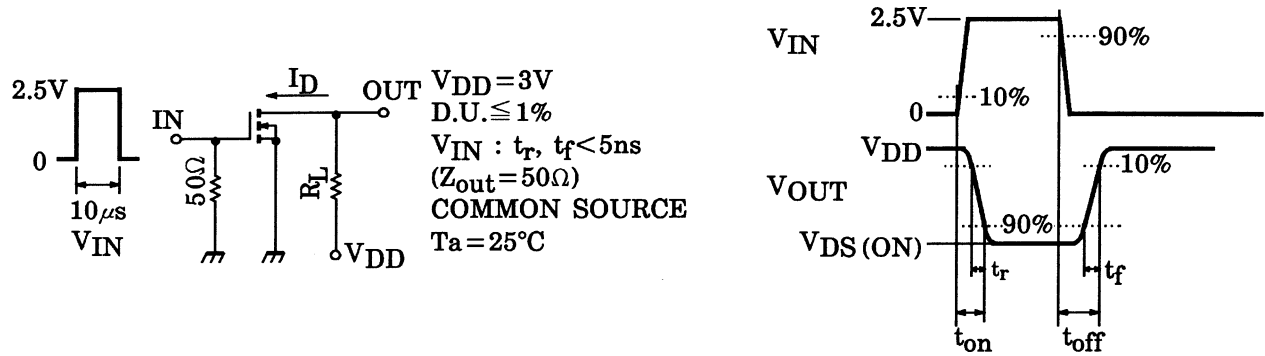 2.5V
0
10μs
VIN
IN
50Ω
ID
OUT
RL
VDD
VDD=3V
D.U.≦1%
VIN : tr, tf<5ns
(Zout=50Ω)
COMMON SOURCE
Ta=25°C
VIN
2.5V
0
10%
90%
VOUT
VDD
VDS (ON)
10%
90%
tr
tf
ton
toff